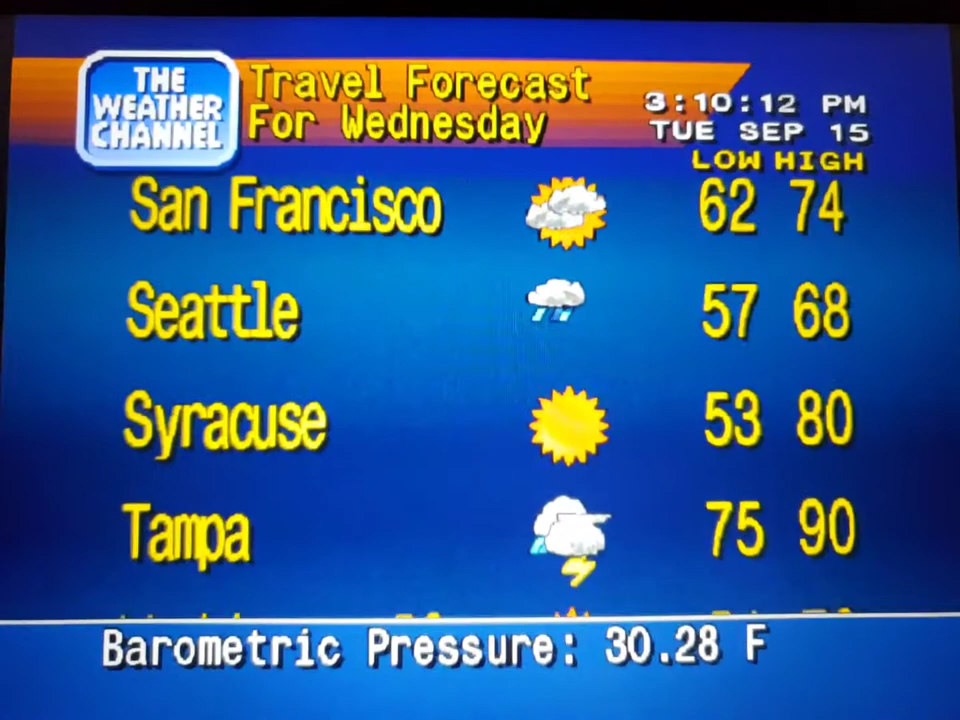 THE
WEATHER
CHANNEL
Travel Forecast
For Wednesday
3:10:12 PM
TUE SEP 15
LOW HIGH
San Francisco 62 74
Seattle 57 68
Syracuse 53 80
Tampa 75 90
Barometric Pressure: 30.28 F